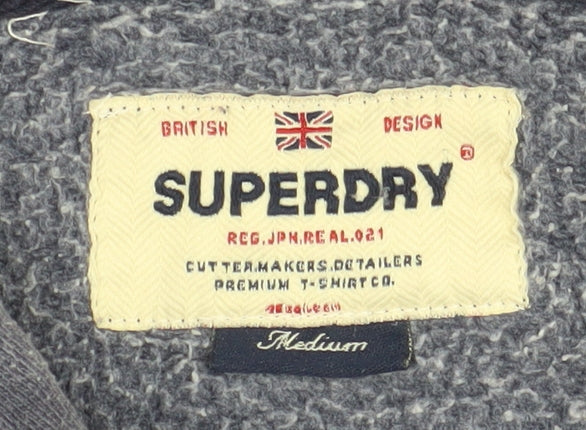 BRITISH DESIGN
SUPERDRY®
REG.JPN.REAL.021
CUTTER.MAKERS.DETAILERS
PREMIUM T-SHIRT CO.
Medium